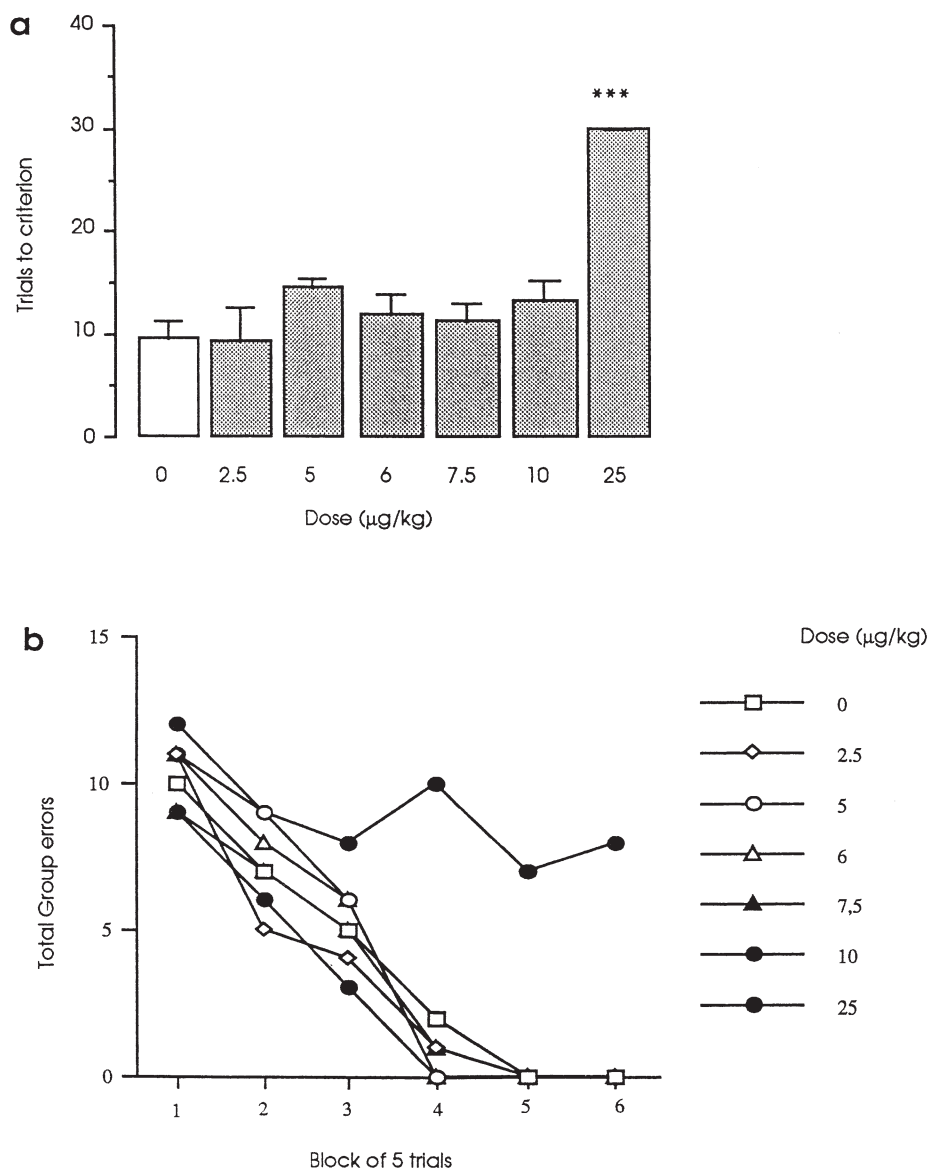 a
40
***
30
Trials to criterion
20
10
0
0 2.5 5 6 7.5 10 25
Dose (µg/kg)
b
15
Dose (µg/kg)
0
2.5
10
5
Total Group errors
6
7,5
5
10
25
0
1 2 3 4 5 6
Block of 5 trials